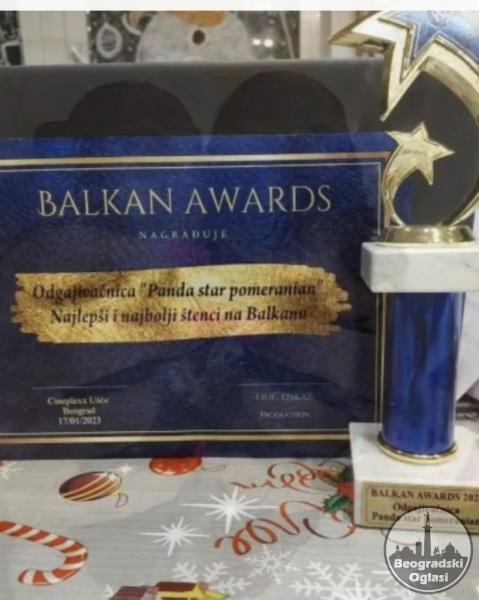 BALKAN AWARDS
NAGRAĐUJE
Odgajivačnica "Panda star pomeranian"
Najlepši i najbolji štenci na Balkanu
Cineplexx Ušće
Beograd
17/01/2023
OSKAR
PRODUCTION
BALKAN AWARDS
Odgajivačnica
Panda star pomeranian
Beogradski
Oglasi